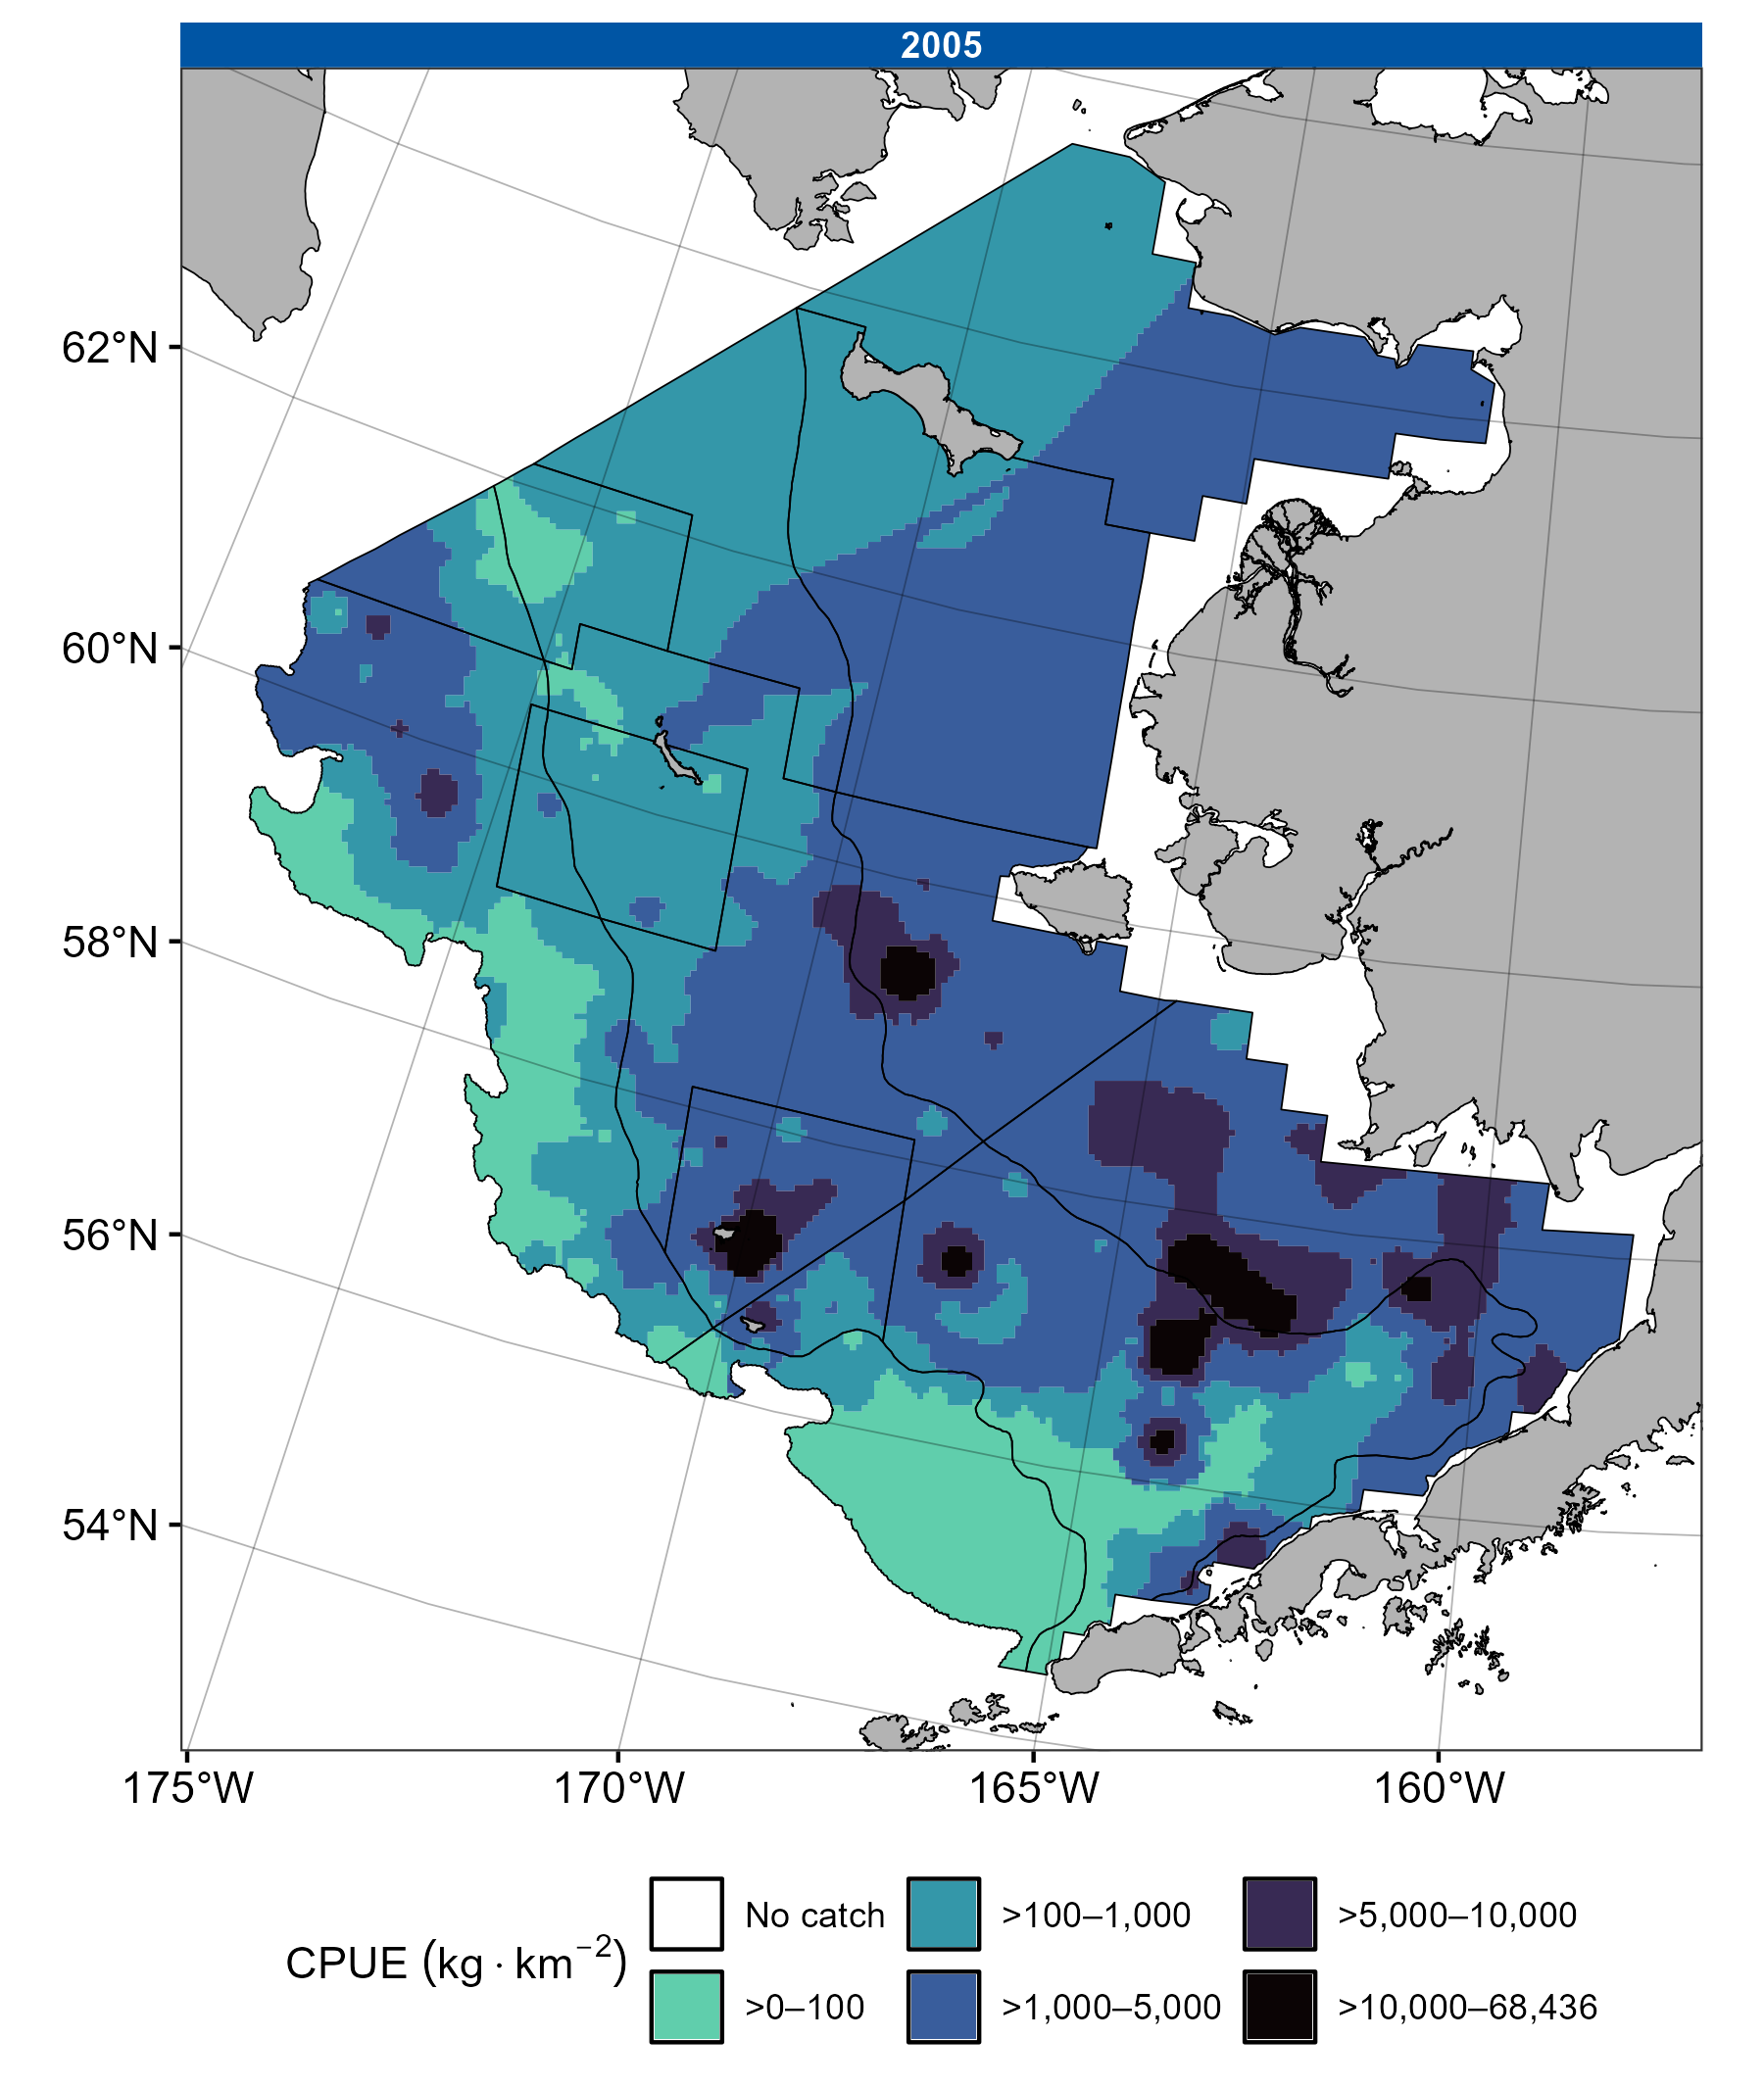 2005
62°N
60°N
58°N
56°N
54°N
175°W 170°W 165°W 160°W
CPUE (kg · km⁻²)
No catch >100–1,000 >5,000–10,000
>0–100 >1,000–5,000 >10,000–68,436